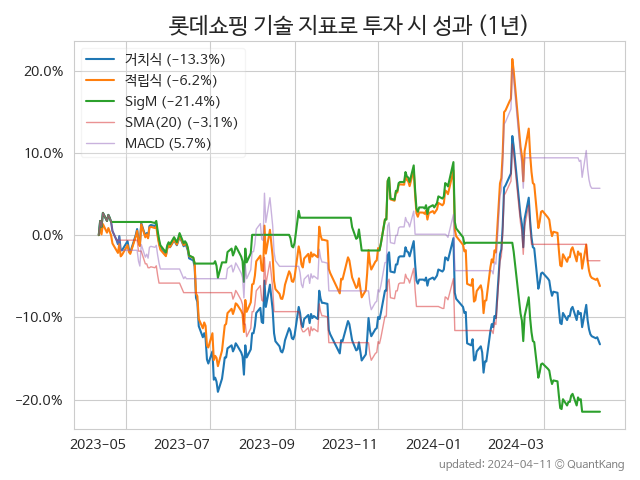 롯데쇼핑 기술 지표로 투자 시 성과 (1년)
거치식 (−13.3%)
적립식 (−6.2%)
SigM (−21.4%)
SMA(20) (−3.1%)
MACD (5.7%)
20.0%
10.0%
0.0%
−10.0%
−20.0%
2023-05 2023-07 2023-09 2023-11 2024-01 2024-03
updated: 2024-04-11 © QuantKang